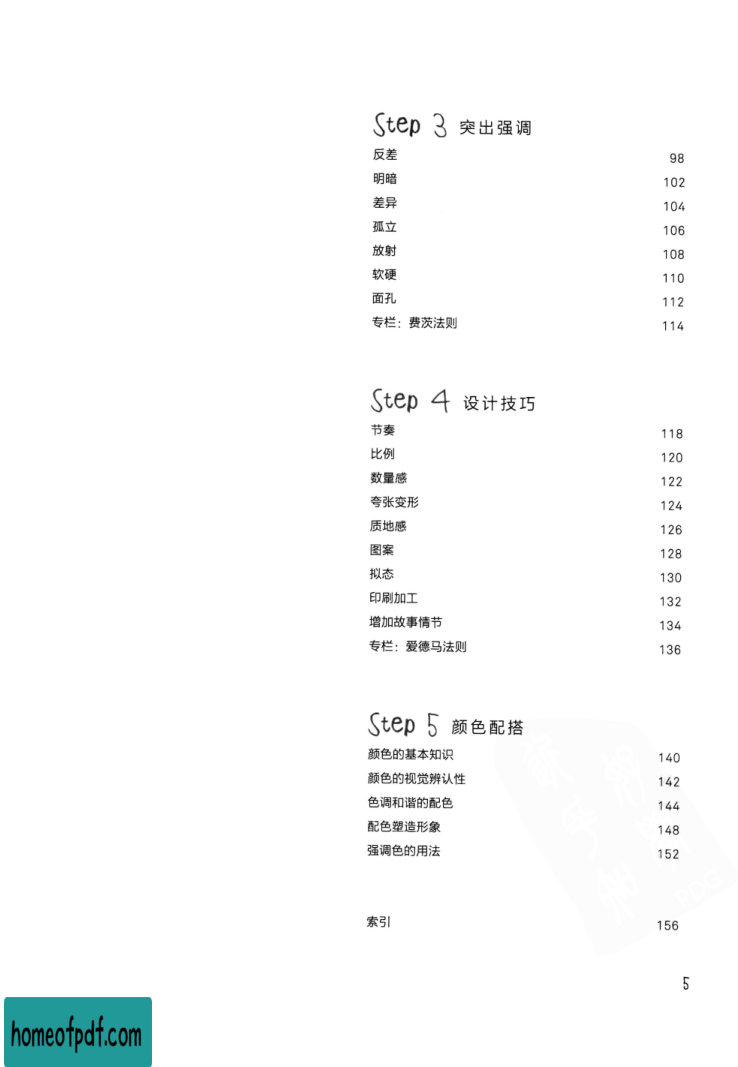 Step 3 突出强调
反差 98
明暗 102
差异 104
孤立 106
放射 108
软硬 110
面孔 112
专栏：费茨法则 114
Step 4 设计技巧
节奏 118
比例 120
数量感 122
夸张变形 124
质地感 126
图案 128
拟态 130
印刷加工 132
增加故事情节 134
专栏：爱德马法则 136
Step 5 颜色配搭
颜色的基本知识 140
颜色的视觉辨认性 142
色调和谐的配色 144
配色塑造形象 148
强调色的用法 152
PDG
索引 156
5
homeofpdf.com